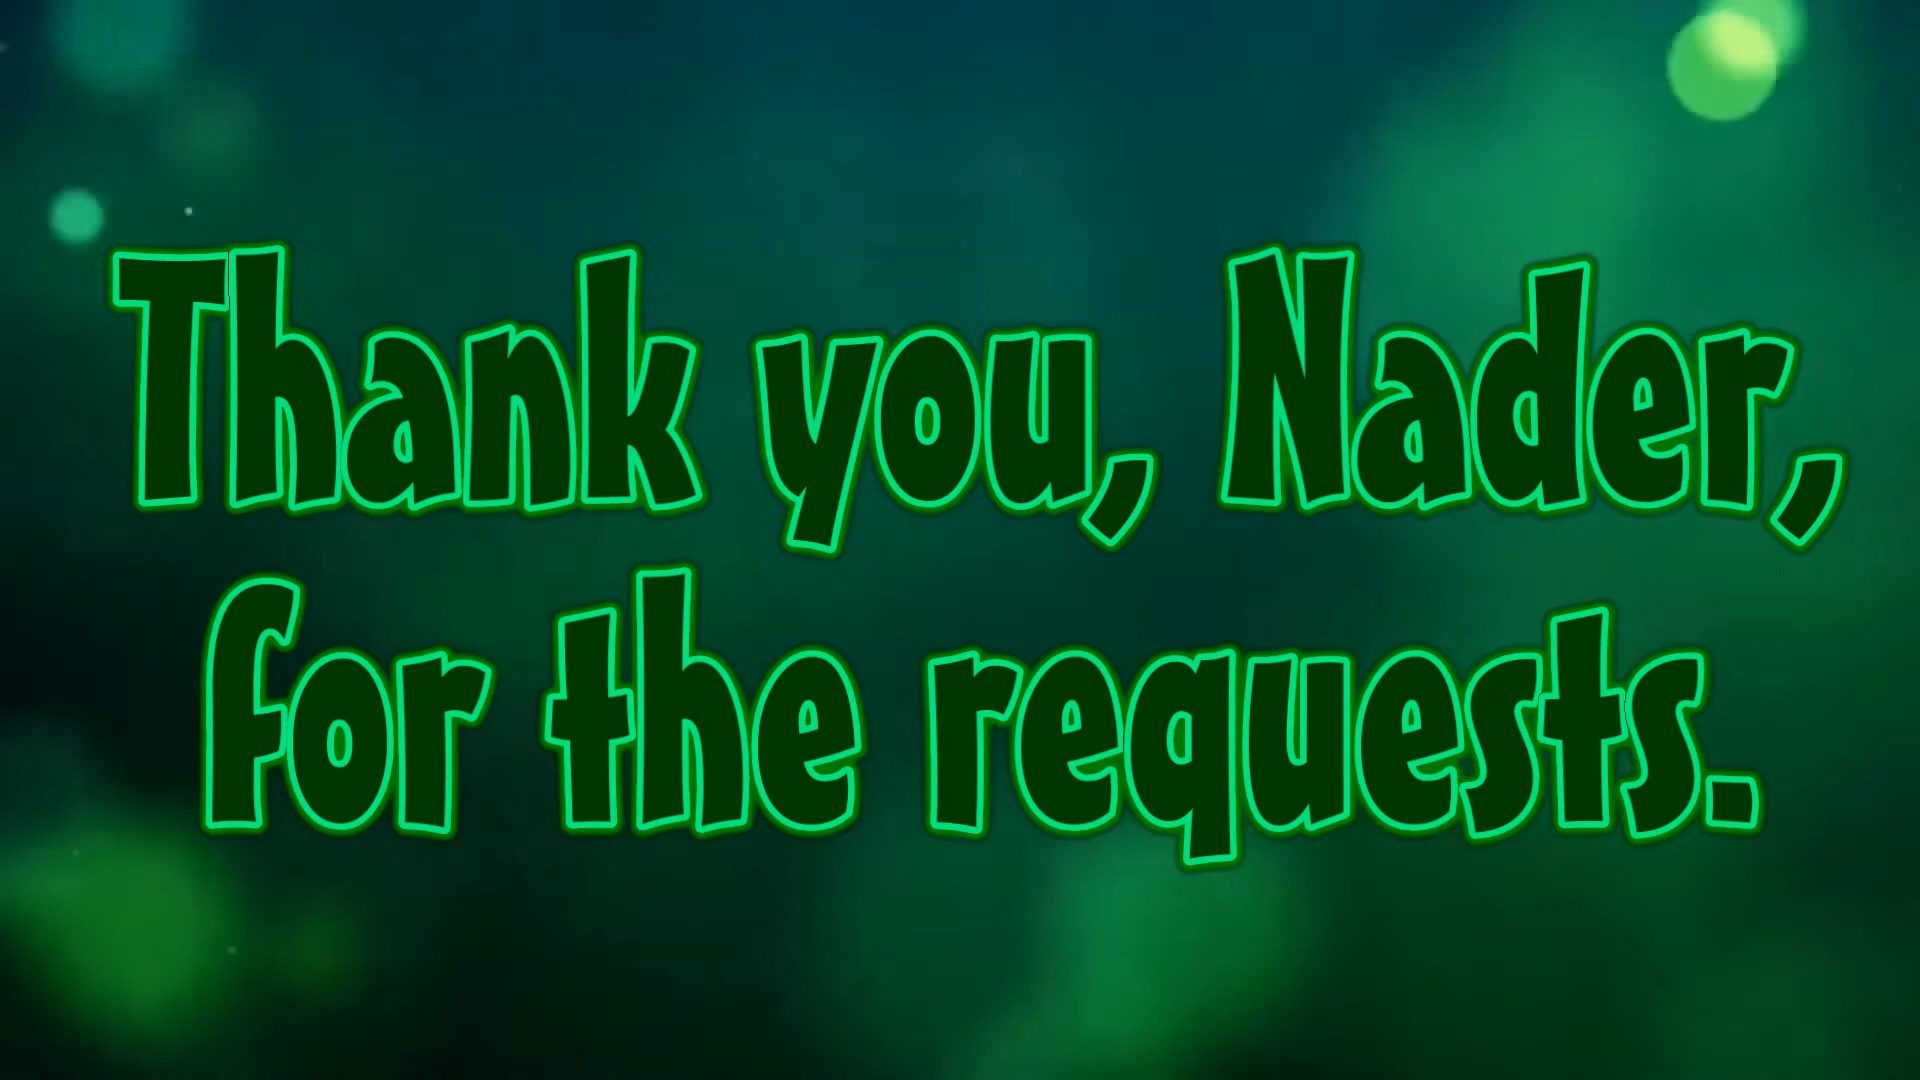 Thank you, Nader,
for the requests.